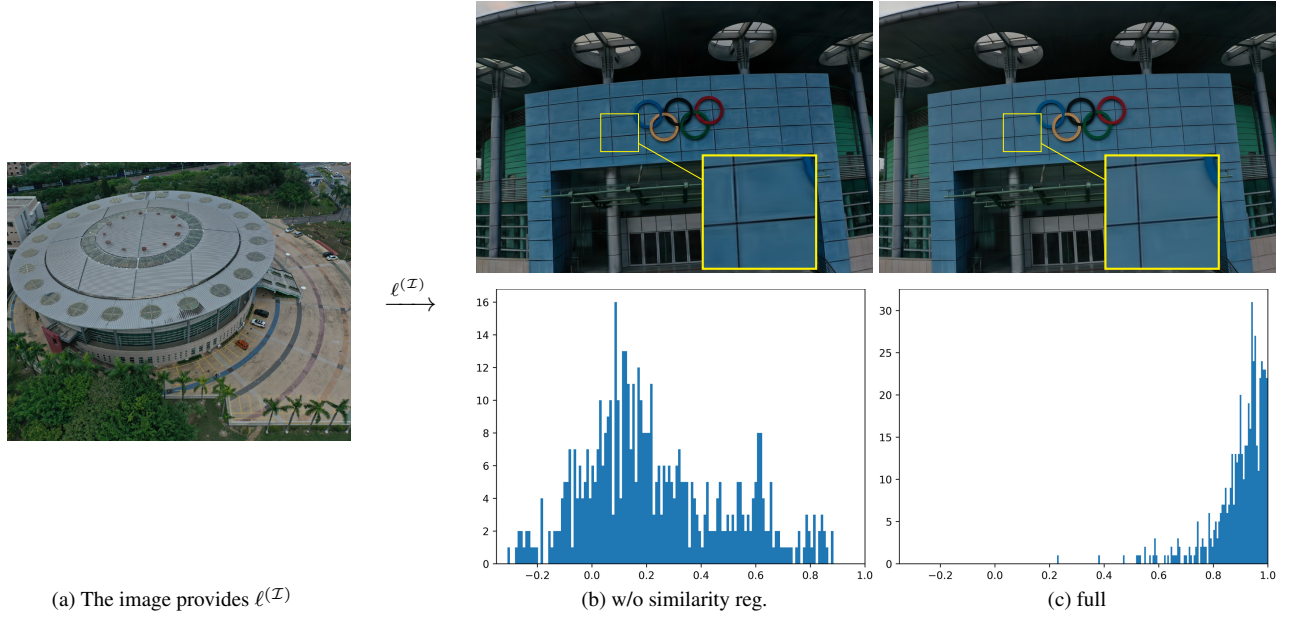 ℓ^(𝓘)
16
14
12
10
8
6
4
2
0
−0.2 0.0 0.2 0.4 0.6 0.8 1.0
30
25
20
15
10
5
0
−0.2 0.0 0.2 0.4 0.6 0.8 1.0
(a) The image provides ℓ^(𝓘)
(b) w/o similarity reg.
(c) full